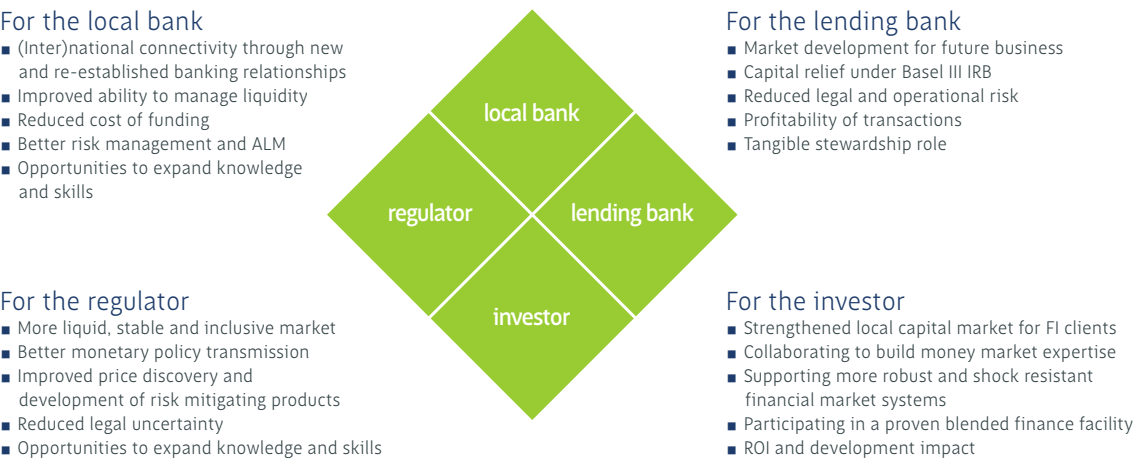 For the local bank
▪ (Inter)national connectivity through new
and re-established banking relationships
▪ Improved ability to manage liquidity
▪ Reduced cost of funding
▪ Better risk management and ALM
▪ Opportunities to expand knowledge
and skills
For the lending bank
▪ Market development for future business
▪ Capital relief under Basel III IRB
▪ Reduced legal and operational risk
▪ Profitability of transactions
▪ Tangible stewardship role
local bank
regulator
lending bank
investor
For the regulator
▪ More liquid, stable and inclusive market
▪ Better monetary policy transmission
▪ Improved price discovery and
development of risk mitigating products
▪ Reduced legal uncertainty
▪ Opportunities to expand knowledge and skills
For the investor
▪ Strengthened local capital market for FI clients
▪ Collaborating to build money market expertise
▪ Supporting more robust and shock resistant
financial market systems
▪ Participating in a proven blended finance facility
▪ ROI and development impact